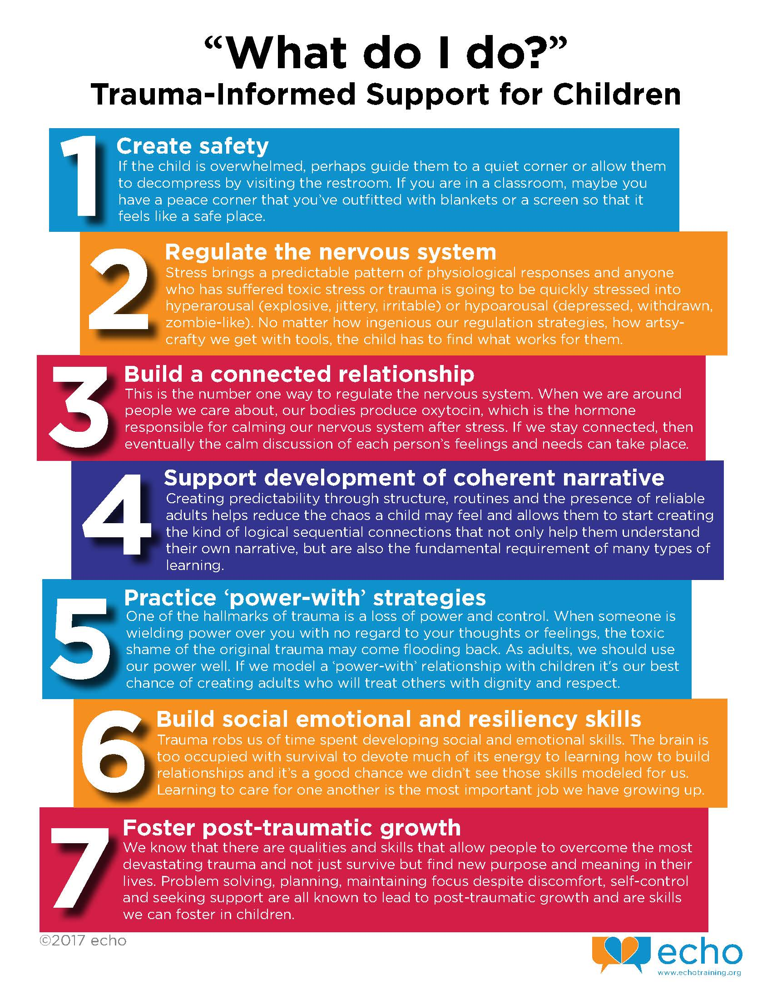 “What do I do?”
Trauma-Informed Support for Children
1
Create safety
If the child is overwhelmed, perhaps guide them to a quiet corner or allow them
to decompress by visiting the restroom. If you are in a classroom, maybe you
have a peace corner that you’ve outfitted with blankets or a screen so that it
feels like a safe place.
2
Regulate the nervous system
Stress brings a predictable pattern of physiological responses and anyone
who has suffered toxic stress or trauma is going to be quickly stressed into
hyperarousal (explosive, jittery, irritable) or hypoarousal (depressed, withdrawn,
zombie-like). No matter how ingenious our regulation strategies, how artsy-
crafty we get with tools, the child has to find what works for them.
3
Build a connected relationship
This is the number one way to regulate the nervous system. When we are around
people we care about, our bodies produce oxytocin, which is the hormone
responsible for calming our nervous system after stress. If we stay connected, then
eventually the calm discussion of each person’s feelings and needs can take place.
4
Support development of coherent narrative
Creating predictability through structure, routines and the presence of reliable
adults helps reduce the chaos a child may feel and allows them to start creating
the kind of logical sequential connections that not only help them understand
their own narrative, but are also the fundamental requirement of many types of
learning.
5
Practice ‘power-with’ strategies
One of the hallmarks of trauma is a loss of power and control. When someone is
wielding power over you with no regard to your thoughts or feelings, the toxic
shame of the original trauma may come flooding back. As adults, we should use
our power well. If we model a ‘power-with’ relationship with children it's our best
chance of creating adults who will treat others with dignity and respect.
6
Build social emotional and resiliency skills
Trauma robs us of time spent developing social and emotional skills. The brain is
too occupied with survival to devote much of its energy to learning how to build
relationships and it’s a good chance we didn’t see those skills modeled for us.
Learning to care for one another is the most important job we have growing up.
7
Foster post-traumatic growth
We know that there are qualities and skills that allow people to overcome the most
devastating trauma and not just survive but find new purpose and meaning in their
lives. Problem solving, planning, maintaining focus despite discomfort, self-control
and seeking support are all known to lead to post-traumatic growth and are skills
we can foster in children.
©2017 echo
echo
www.echotraining.org